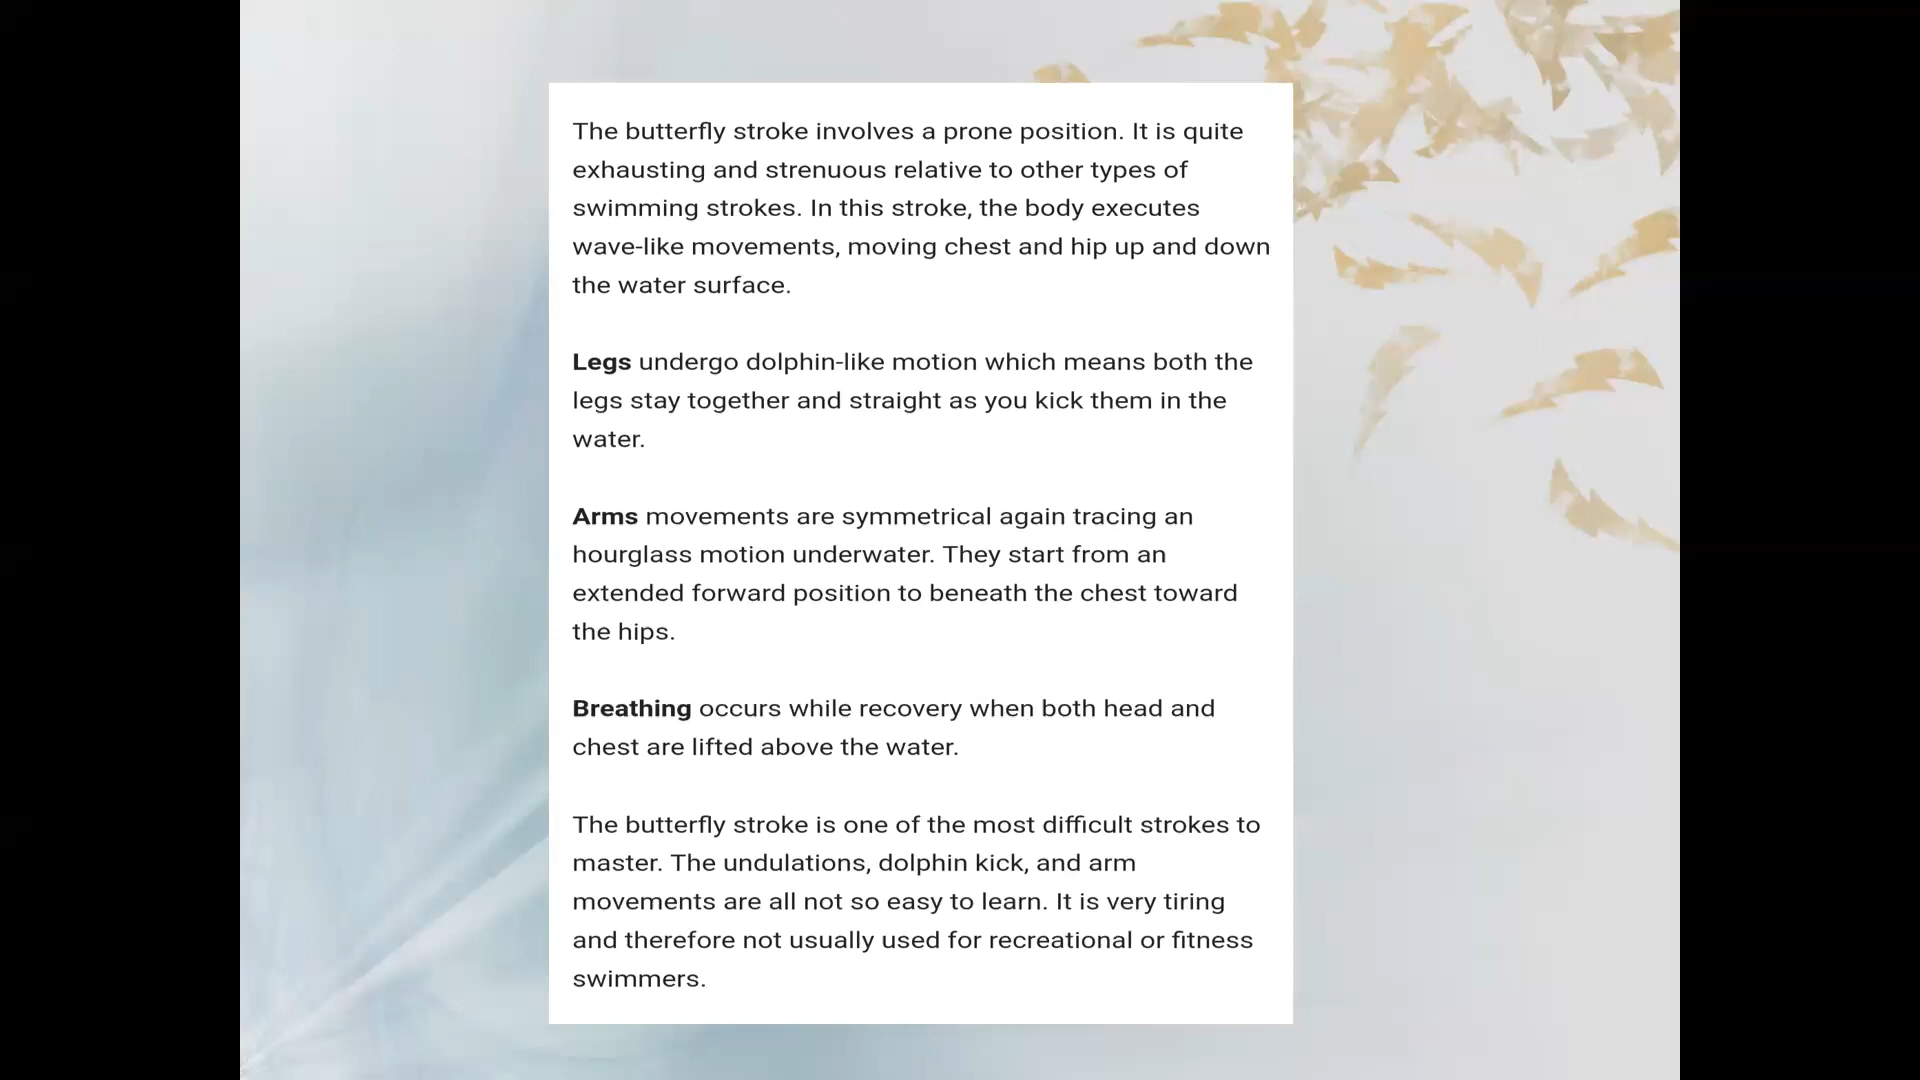 The butterfly stroke involves a prone position. It is quite
exhausting and strenuous relative to other types of
swimming strokes. In this stroke, the body executes
wave-like movements, moving chest and hip up and down
the water surface.
Legs undergo dolphin-like motion which means both the
legs stay together and straight as you kick them in the
water.
Arms movements are symmetrical again tracing an
hourglass motion underwater. They start from an
extended forward position to beneath the chest toward
the hips.
Breathing occurs while recovery when both head and
chest are lifted above the water.
The butterfly stroke is one of the most difficult strokes to
master. The undulations, dolphin kick, and arm
movements are all not so easy to learn. It is very tiring
and therefore not usually used for recreational or fitness
swimmers.